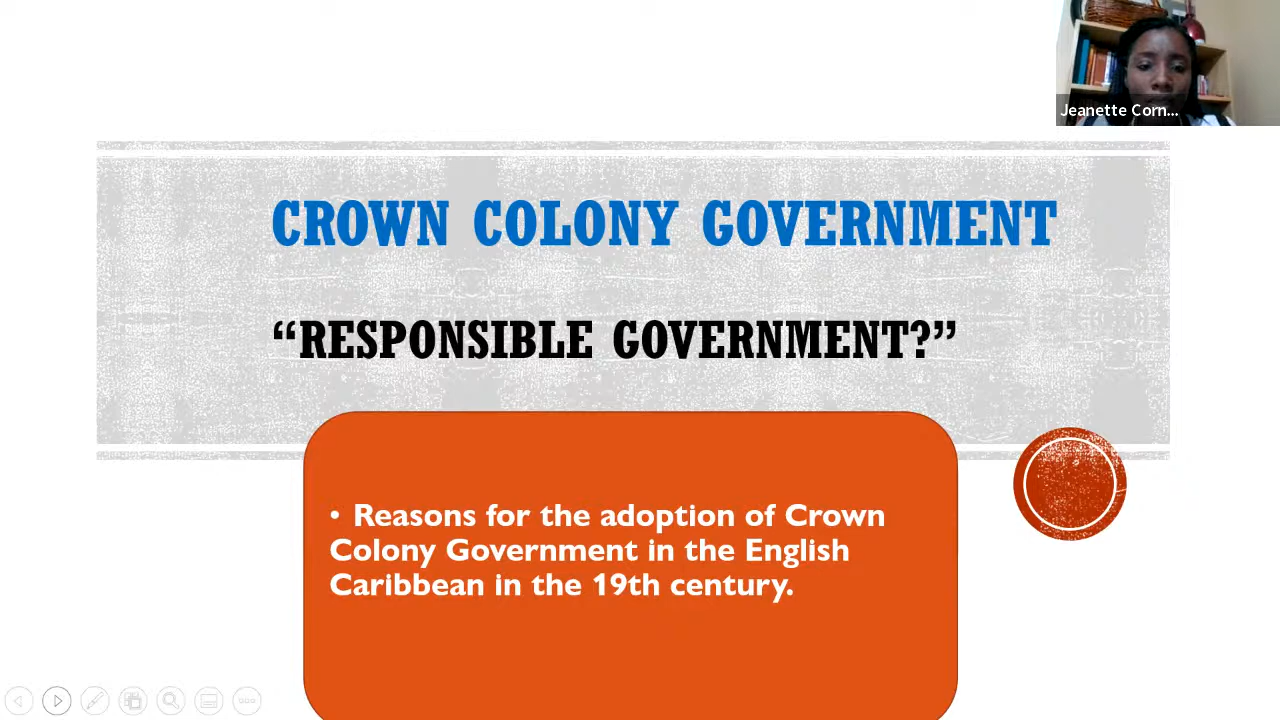 Jeanette Corn...
CROWN COLONY GOVERNMENT
“RESPONSIBLE GOVERNMENT?”
• Reasons for the adoption of Crown
Colony Government in the English
Caribbean in the 19th century.